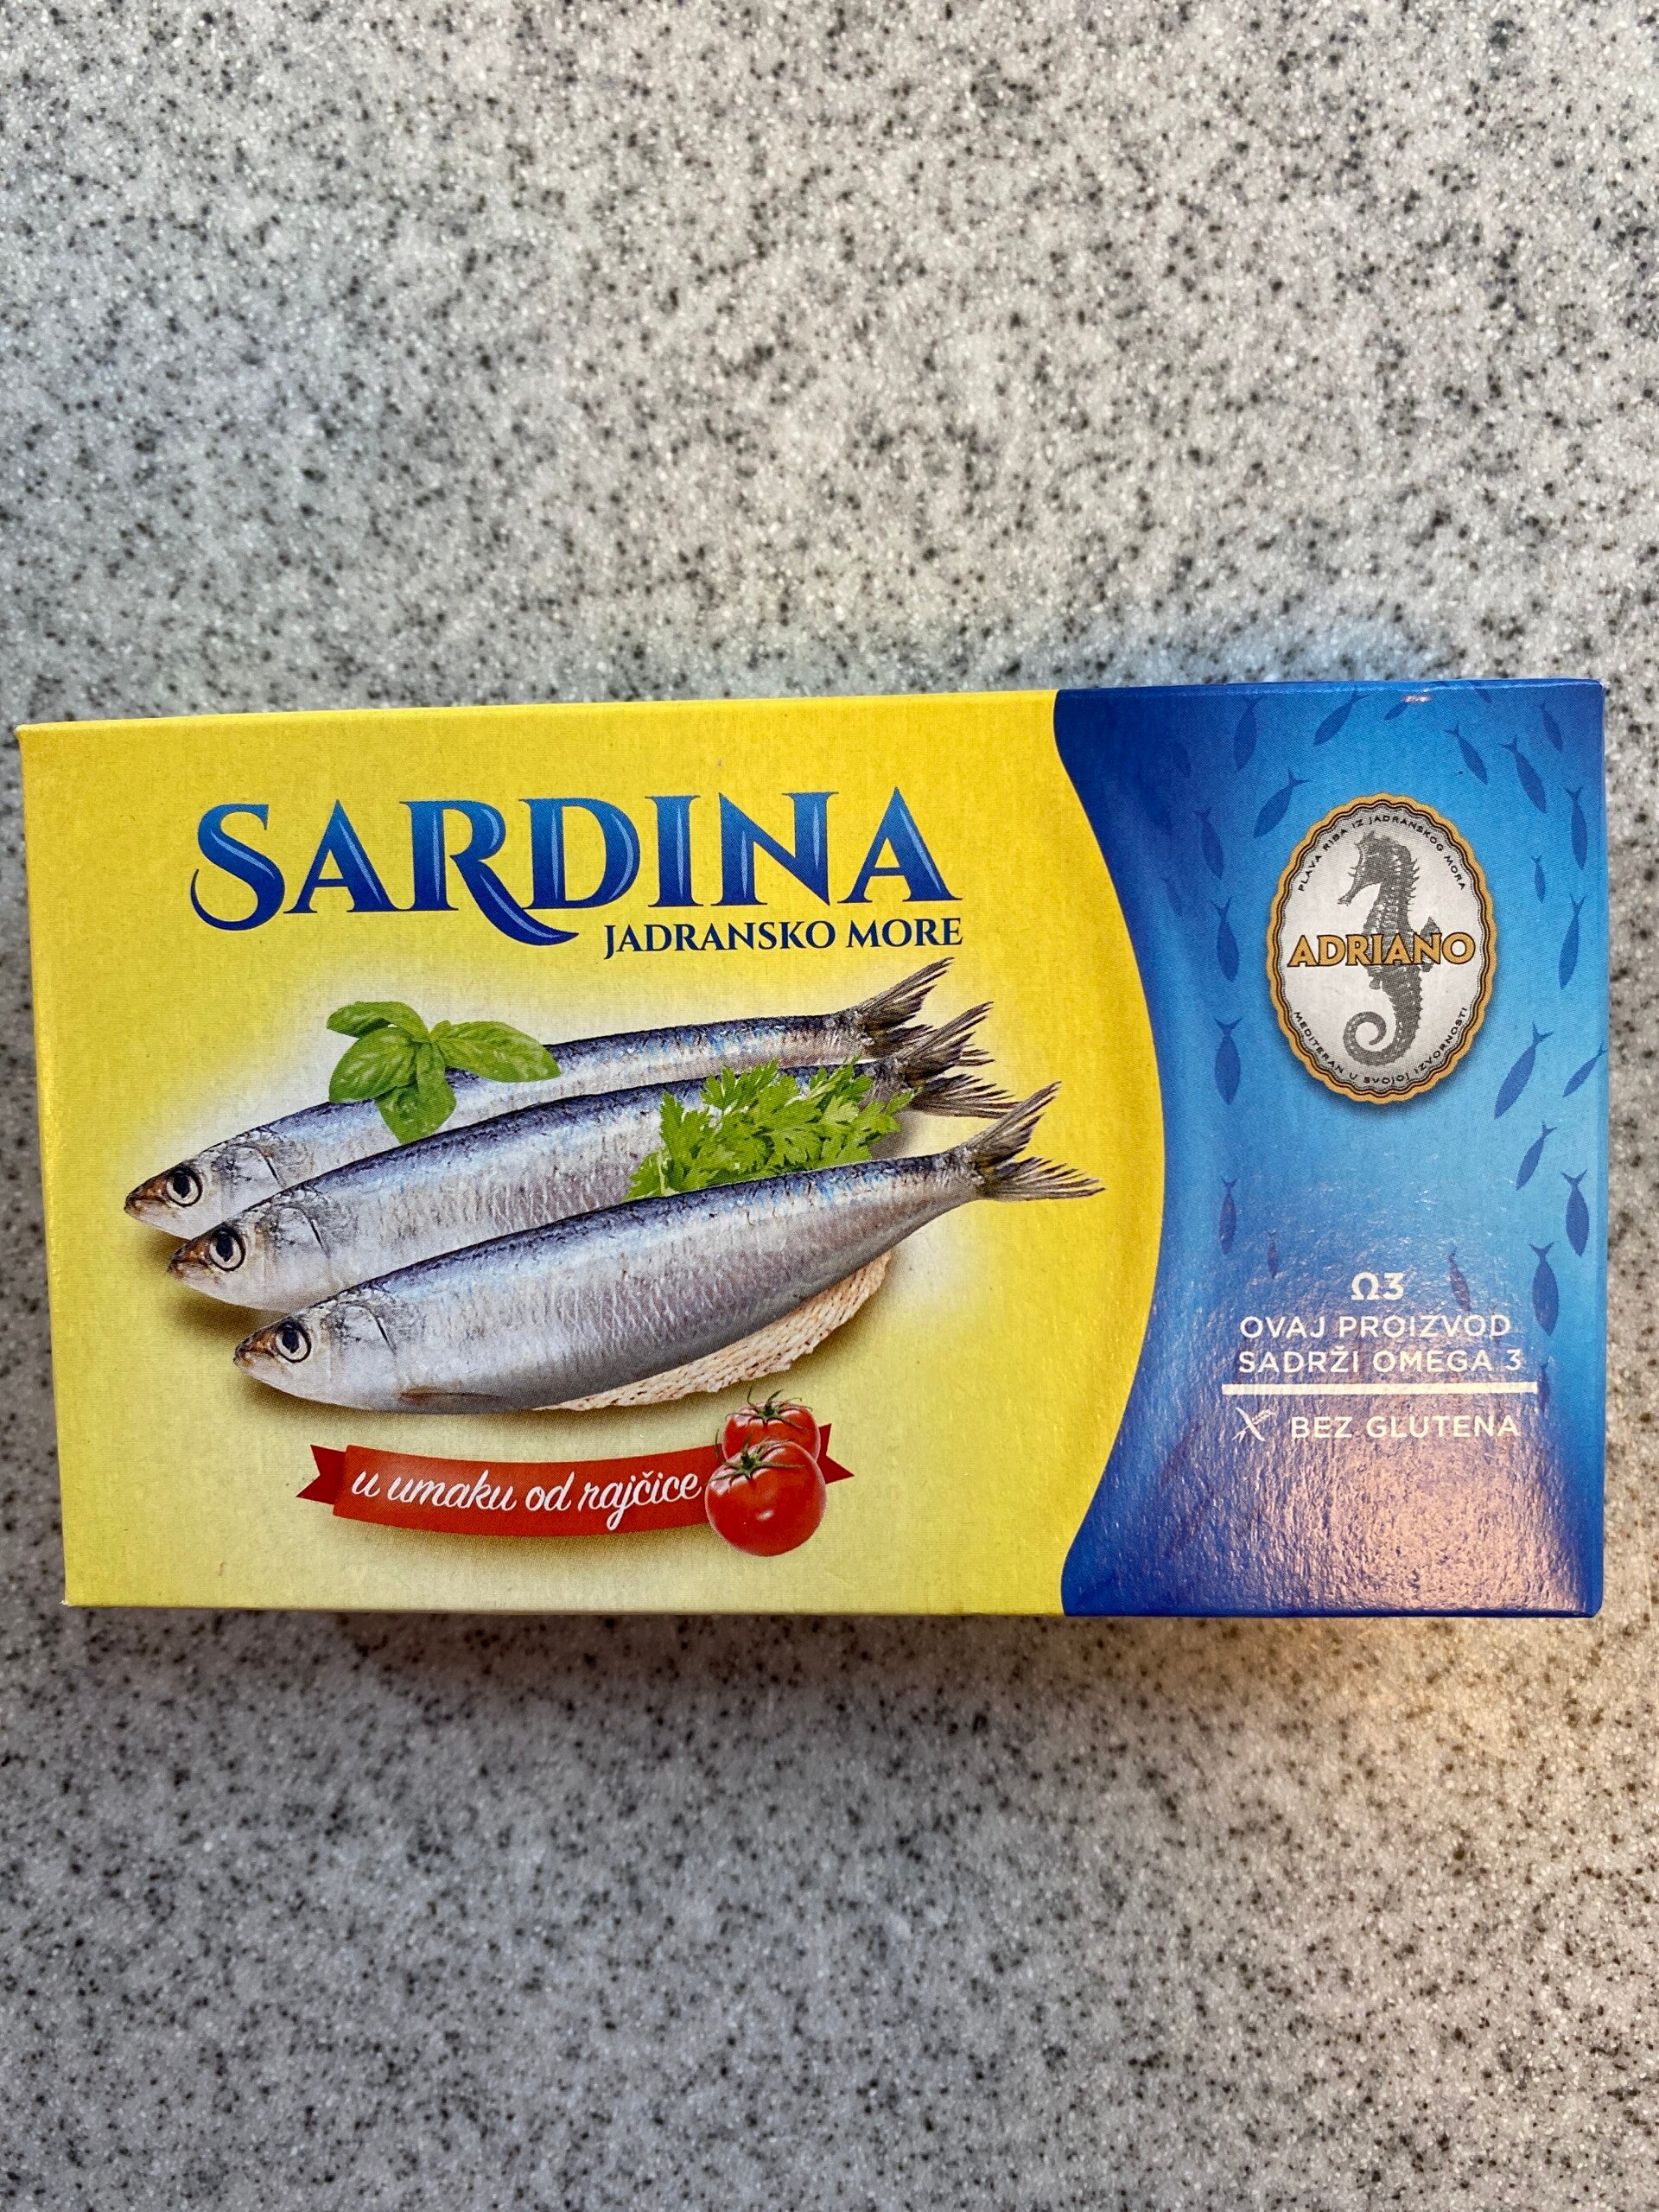 SARDINA
JADRANSKO MORE
PLAVA RIBA IZ JADRANSKOG MORA
ADRIANO
MEDITERAN U SVOJOJ IZVORNOSTI
Ω3
OVAJ PROIZVOD
SADRŽI OMEGA 3
BEZ GLUTENA
u umaku od rajčice